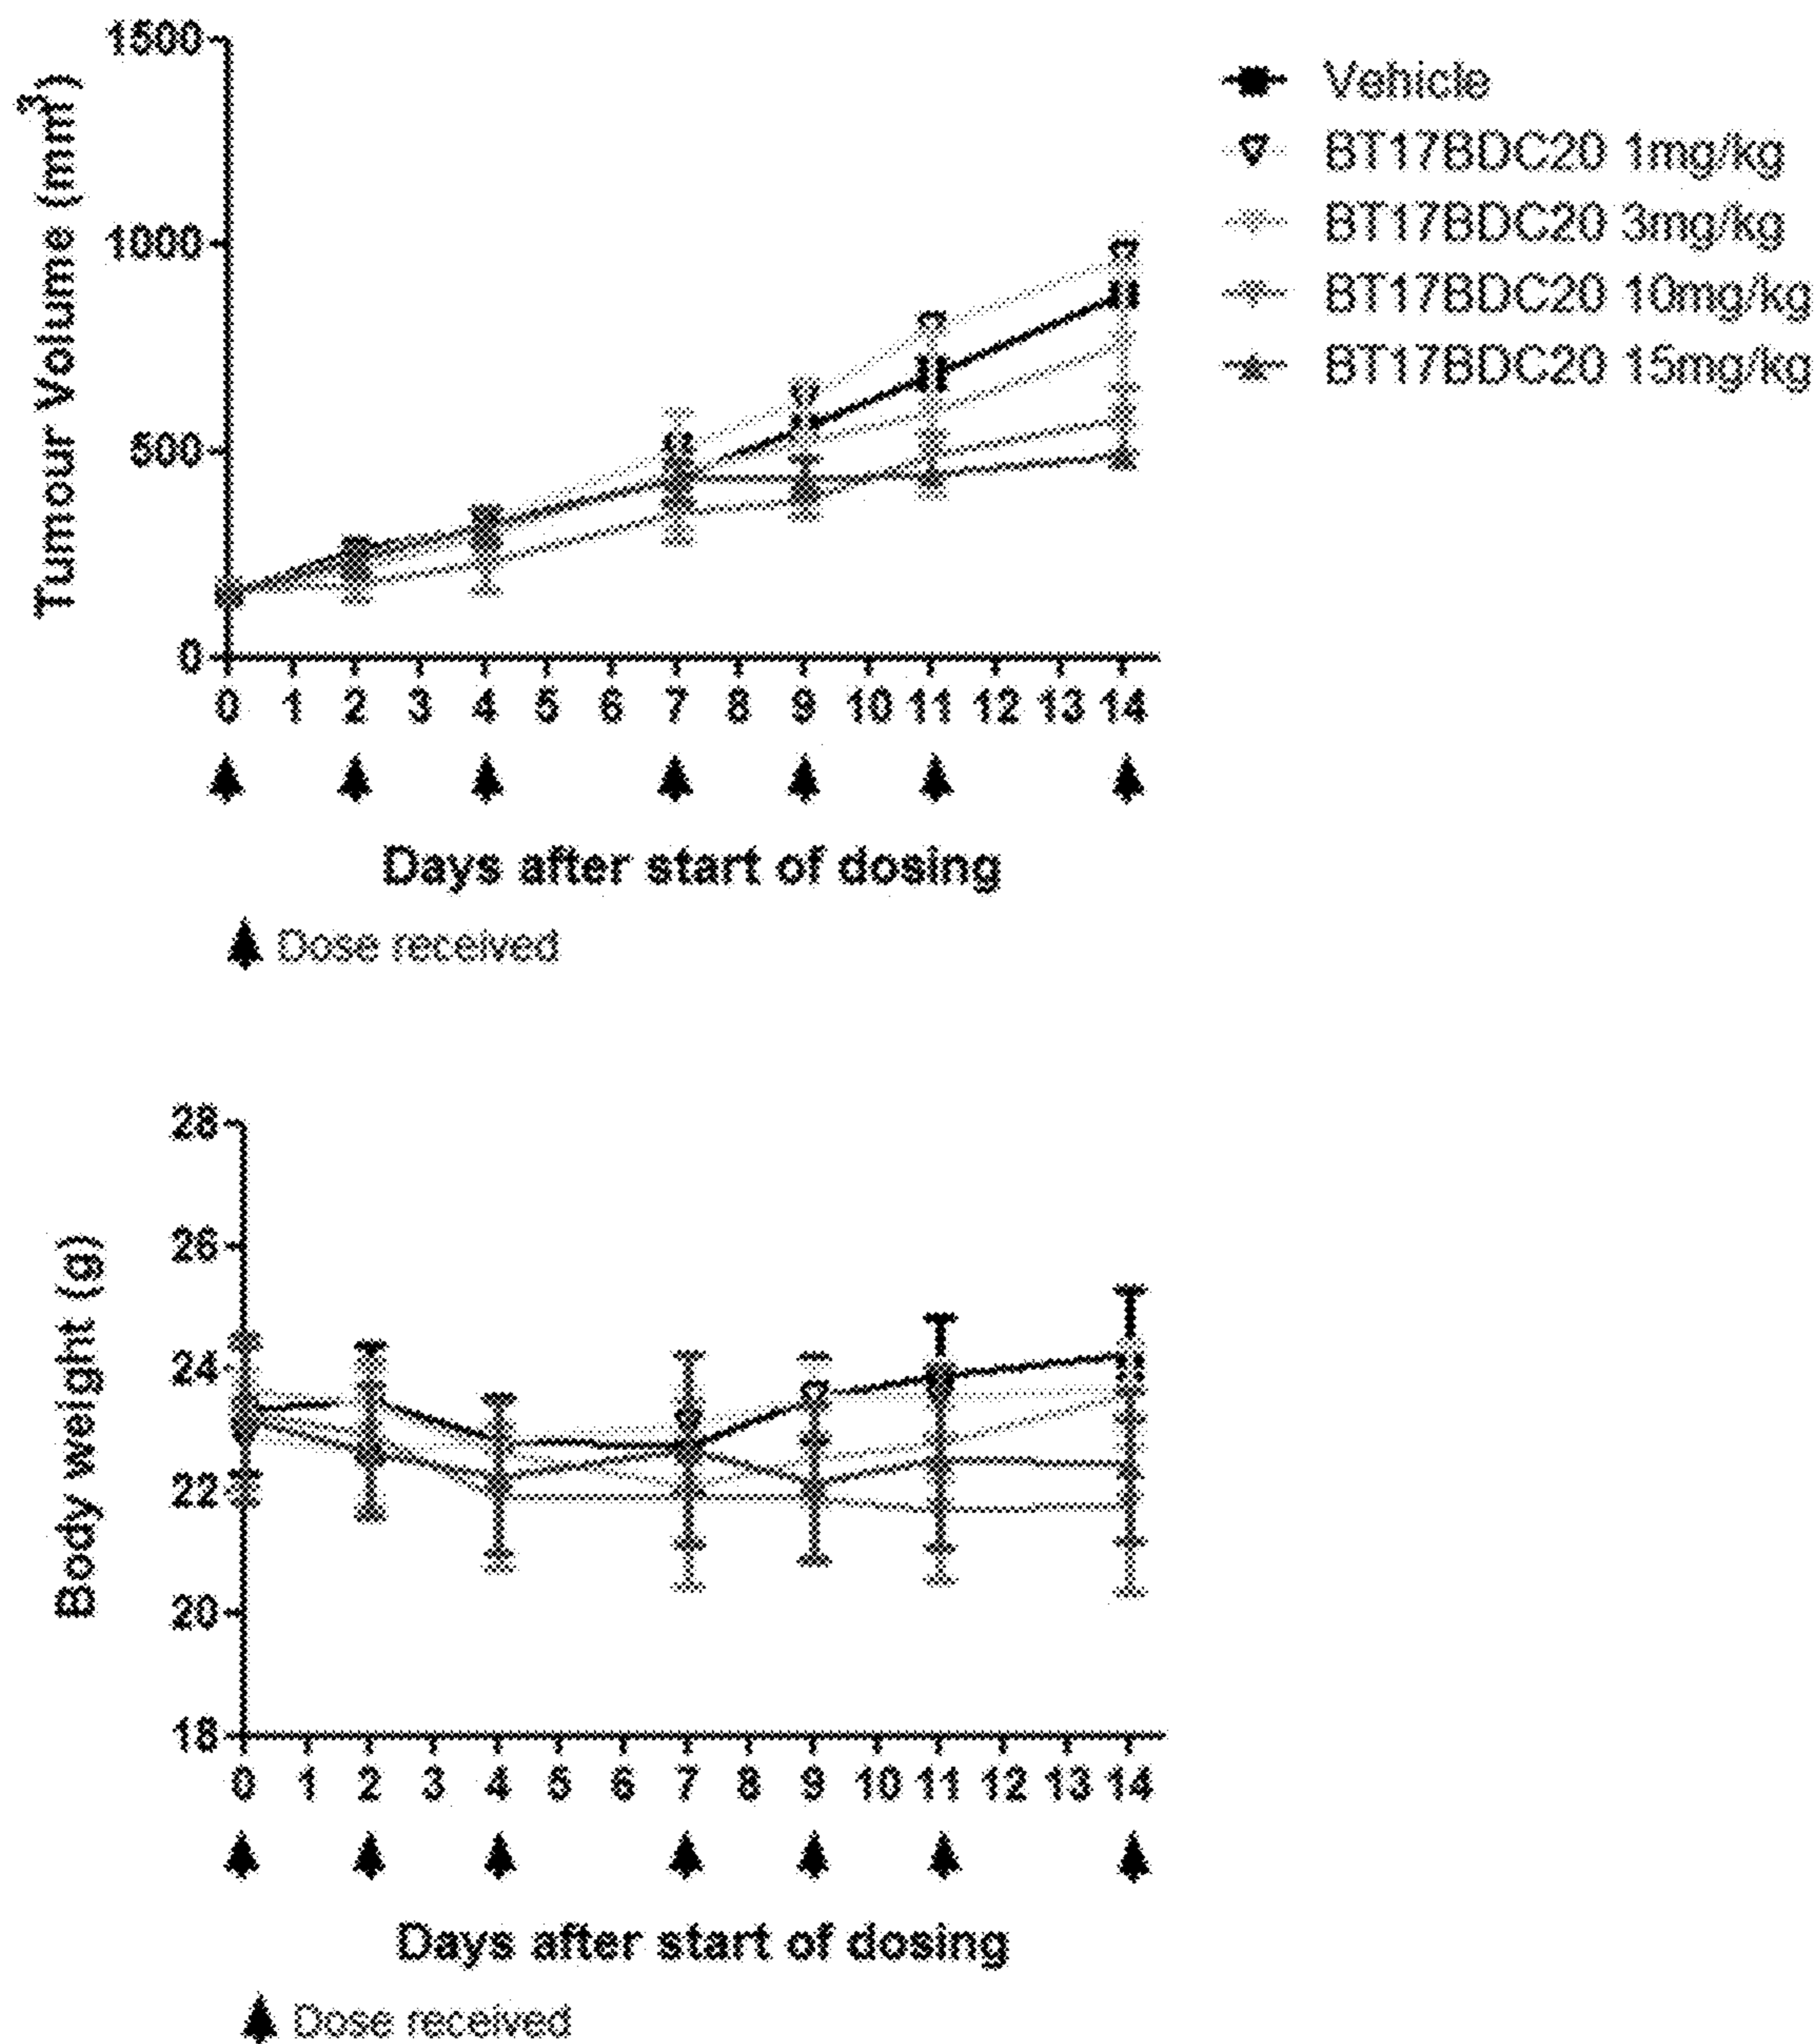 1500
1000
500
0
Tumour Volume (mm³)
Vehicle
BT17BDC20 1mg/kg
BT17BDC20 3mg/kg
BT17BDC20 10mg/kg
BT17BDC20 15mg/kg
0 1 2 3 4 5 6 7 8 9 10 11 12 13 14
Days after start of dosing
Dose received
28
26
24
22
20
18
Body weight (g)
0 1 2 3 4 5 6 7 8 9 10 11 12 13 14
Days after start of dosing
Dose received